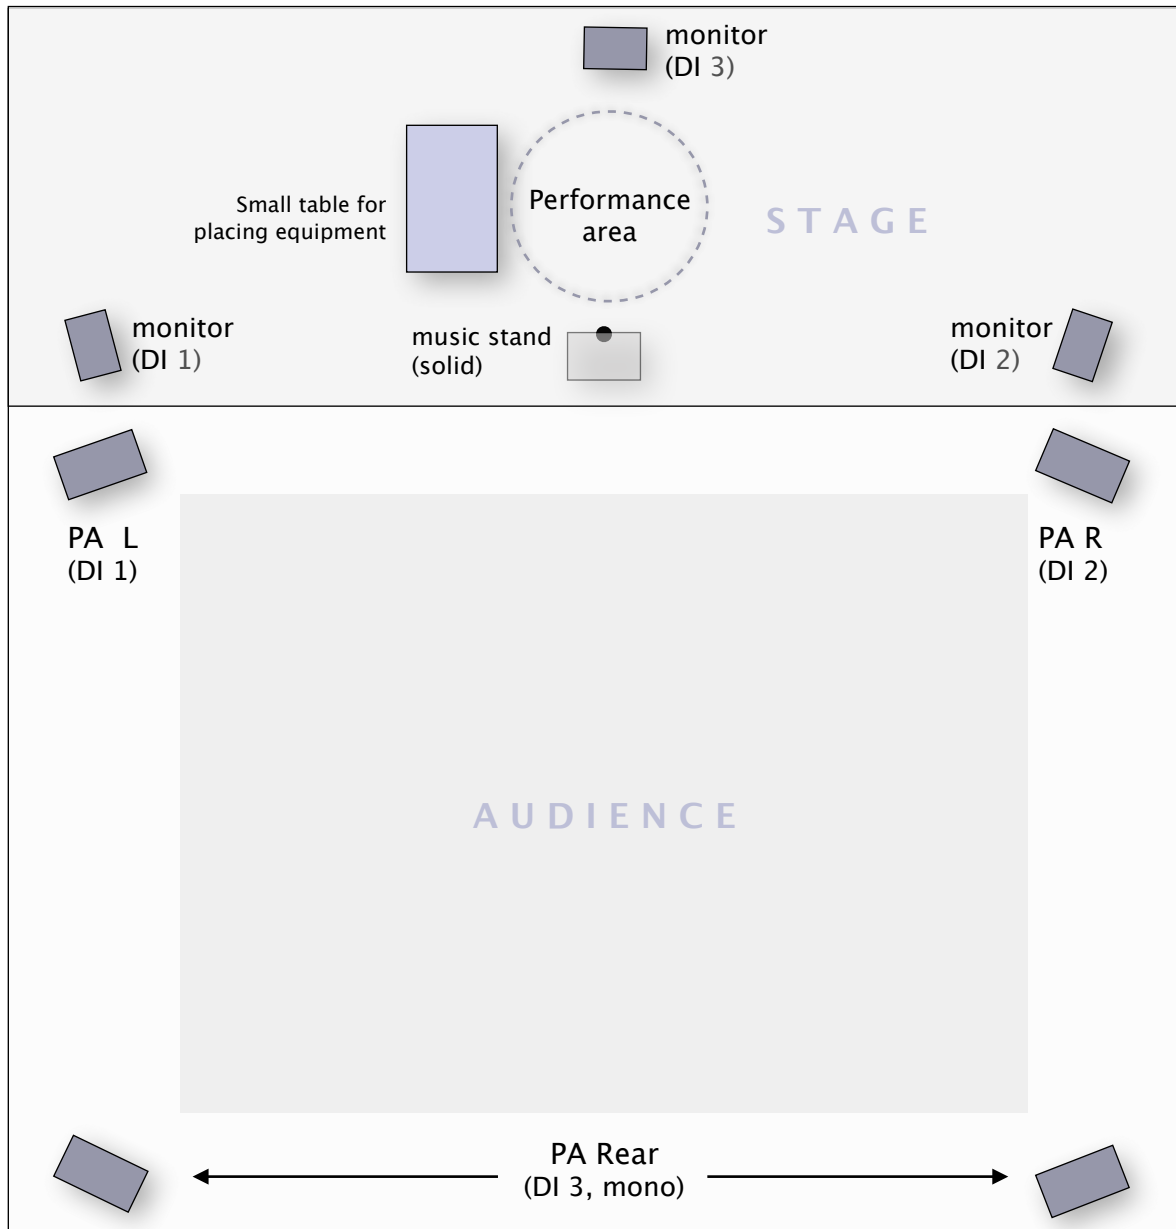 monitor
(DI 3)
Small table for
placing equipment
Performance
area
STAGE
monitor
(DI 1)
music stand
(solid)
monitor
(DI 2)
PA L
(DI 1)
PA R
(DI 2)
AUDIENCE
PA Rear
(DI 3, mono)